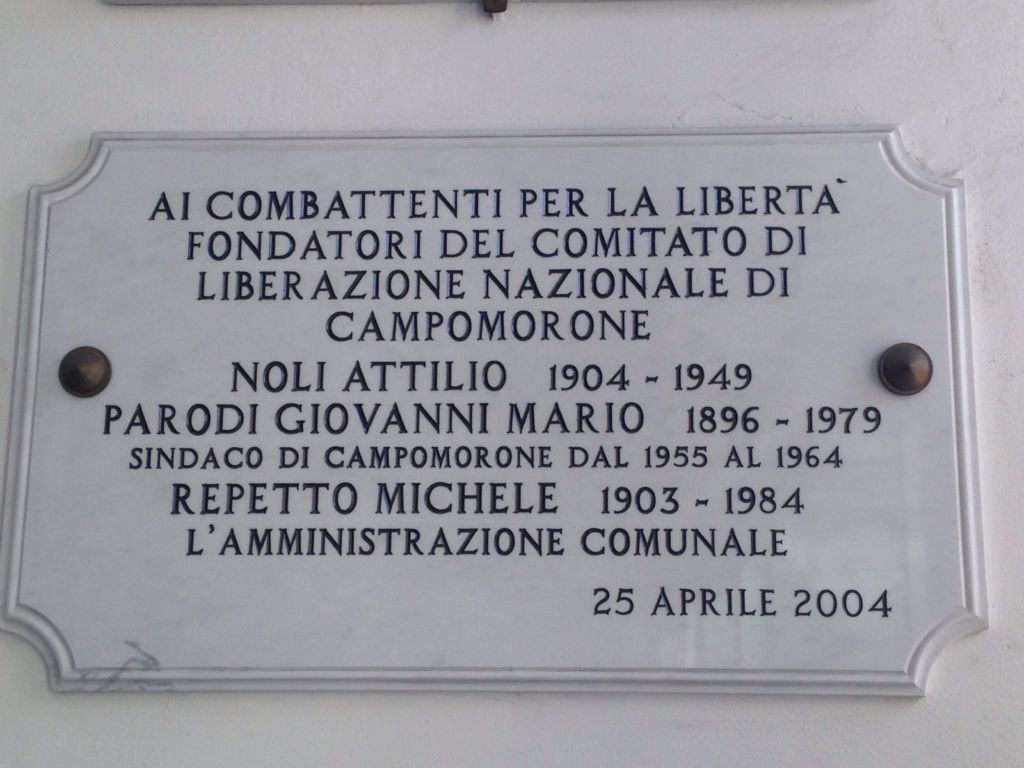 AI COMBATTENTI PER LA LIBERTÀ
FONDATORI DEL COMITATO DI
LIBERAZIONE NAZIONALE DI
CAMPOMORONE
NOLI ATTILIO 1904 - 1949
PARODI GIOVANNI MARIO 1896 - 1979
SINDACO DI CAMPOMORONE DAL 1955 AL 1964
REPETTO MICHELE 1903 - 1984
L'AMMINISTRAZIONE COMUNALE
25 APRILE 2004